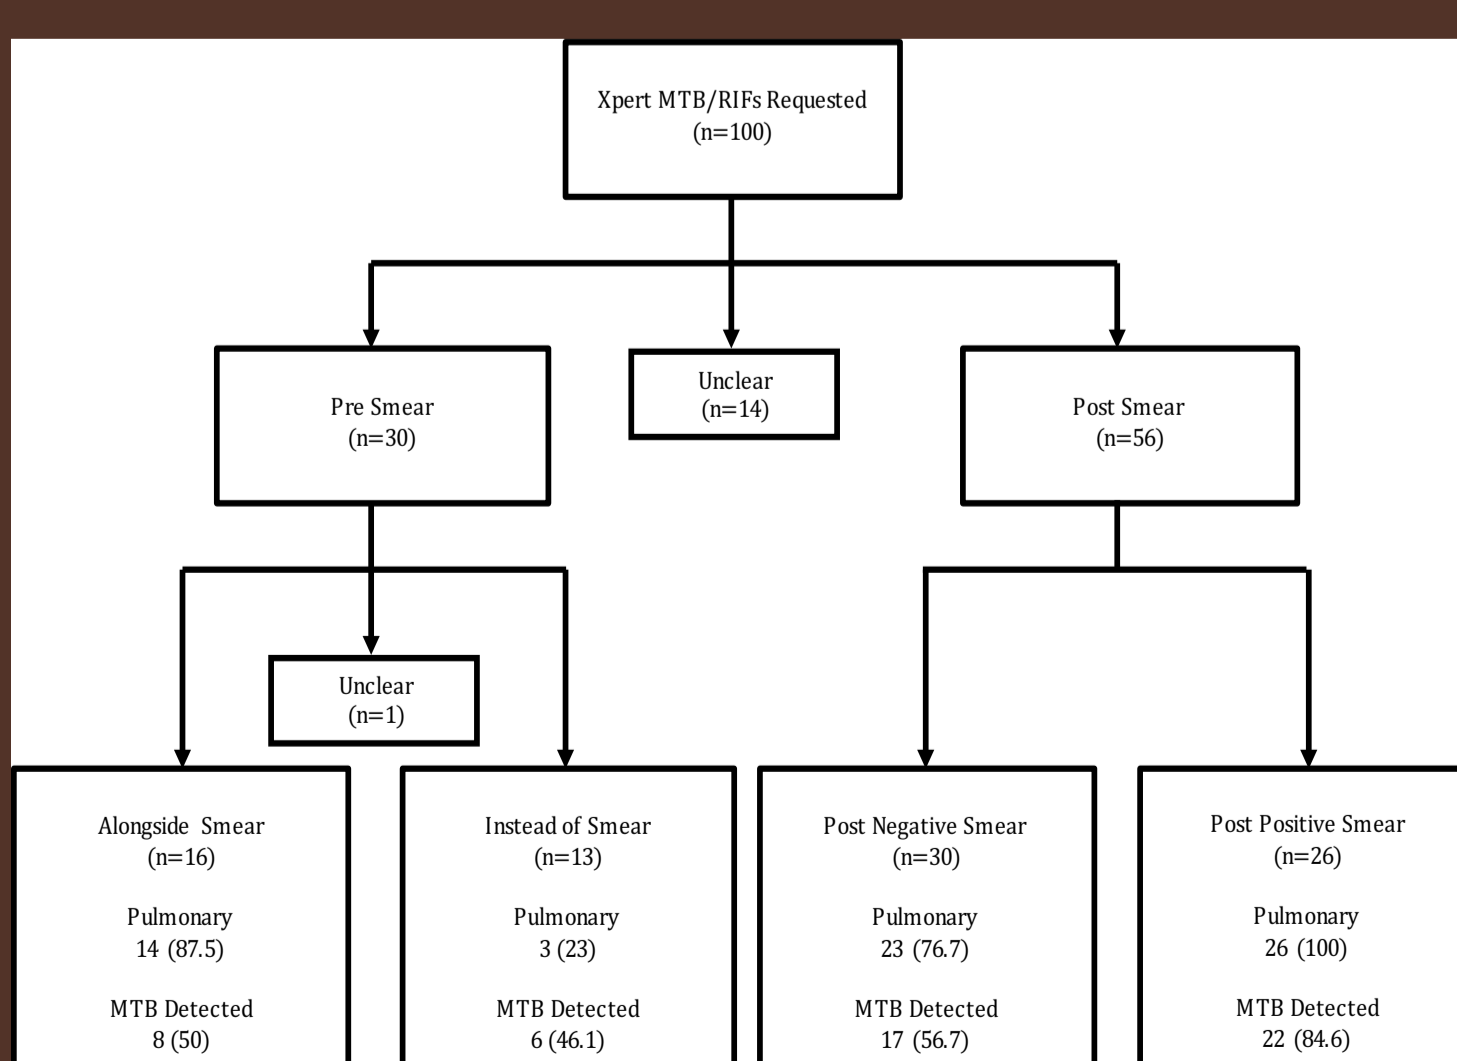 Xpert MTB/RIFs Requested
(n=100)
Pre Smear
(n=30)
Unclear
(n=14)
Post Smear
(n=56)
Unclear
(n=1)
Alongside Smear
(n=16)
Pulmonary
14 (87.5)
MTB Detected
8 (50)
Instead of Smear
(n=13)
Pulmonary
3 (23)
MTB Detected
6 (46.1)
Post Negative Smear
(n=30)
Pulmonary
23 (76.7)
MTB Detected
17 (56.7)
Post Positive Smear
(n=26)
Pulmonary
26 (100)
MTB Detected
22 (84.6)